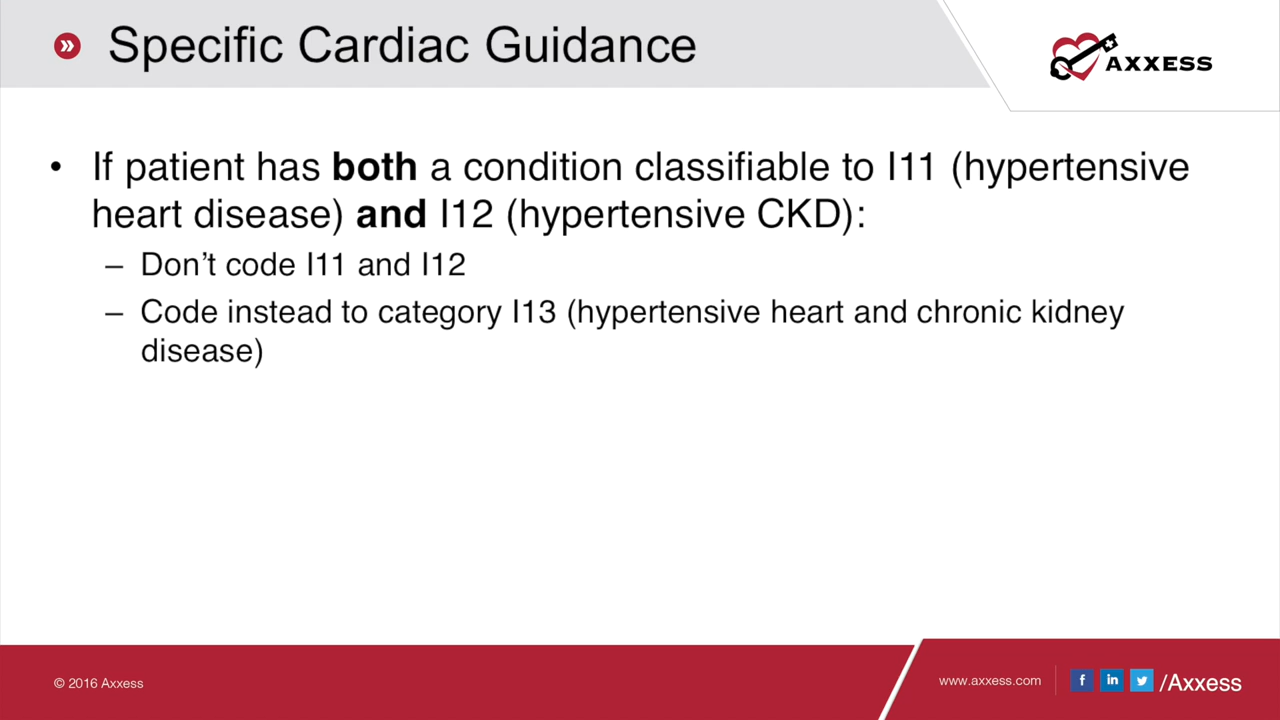 Specific Cardiac Guidance
AXXESS
• If patient has both a condition classifiable to I11 (hypertensive
heart disease) and I12 (hypertensive CKD):
– Don’t code I11 and I12
– Code instead to category I13 (hypertensive heart and chronic kidney
disease)
© 2016 Axxess
www.axxess.com
/Axxess